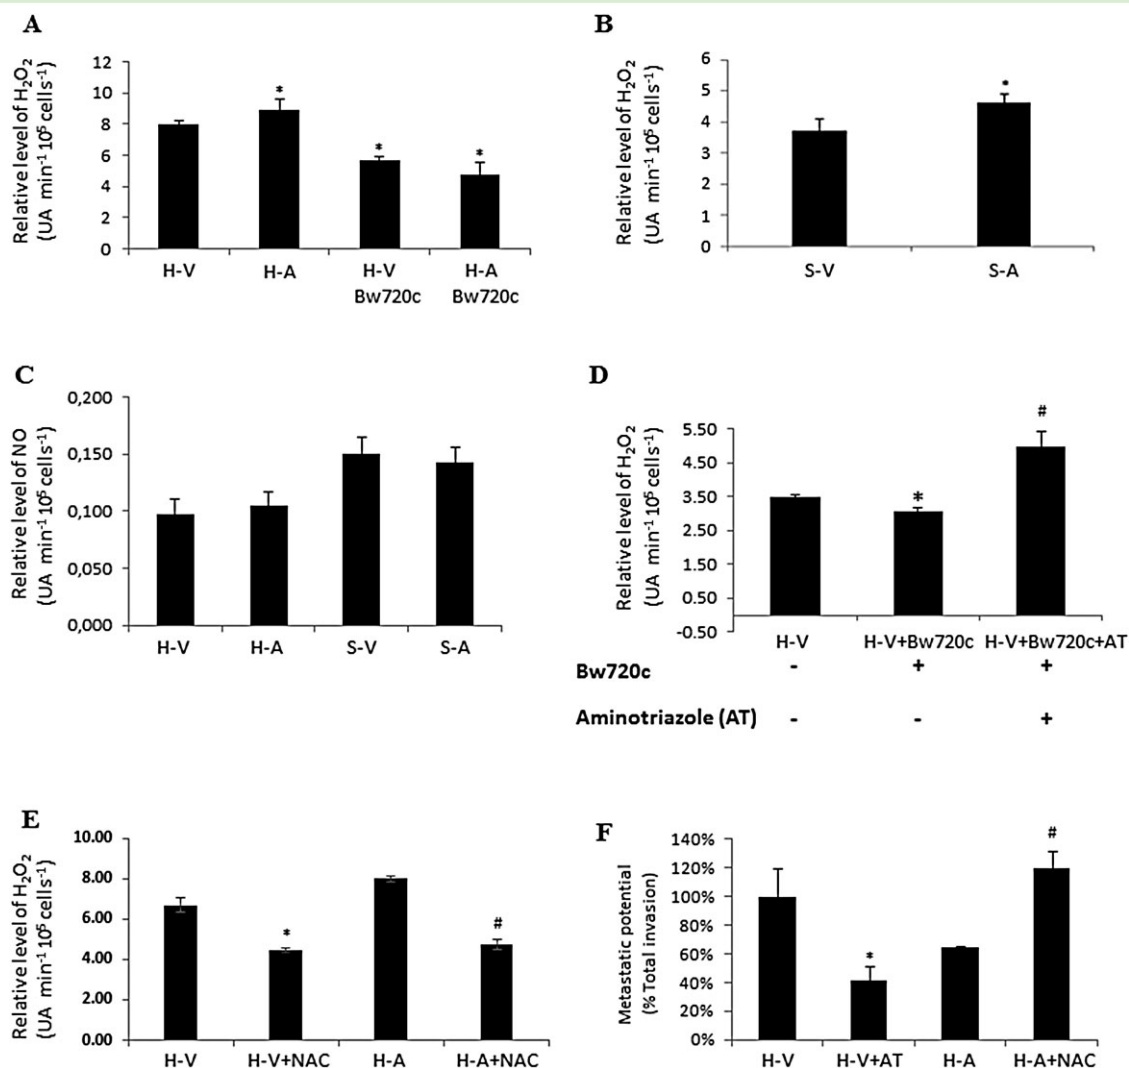 A
Relative level of H₂O₂
(UA min⁻¹ 10⁵ cells⁻¹)
12
10
8
6
4
2
0
*
*
*
H-V
H-A
H-V
Bw720c
H-A
Bw720c
B
Relative level of H₂O₂
(UA min⁻¹ 10⁵ cells⁻¹)
6
5
4
3
2
1
0
*
S-V
S-A
C
Relative level of NO
(UA min⁻¹ 10⁵ cells⁻¹)
0,200
0,150
0,100
0,050
0,000
H-V
H-A
S-V
S-A
D
Relative level of H₂O₂
(UA min⁻¹ 10⁵ cells⁻¹)
5.50
4.50
3.50
2.50
1.50
0.50
-0.50
*
#
H-V
H-V+Bw720c
H-V+Bw720c+AT
Bw720c - + +
Aminotriazole (AT) - - +
E
Relative level of H₂O₂
(UA min⁻¹ 10⁵ cells⁻¹)
10.00
8.00
6.00
4.00
2.00
0.00
*
#
H-V
H-V+NAC
H-A
H-A+NAC
F
Metastatic potential
(% Total invasion)
140%
120%
100%
80%
60%
40%
20%
0%
*
#
H-V
H-V+AT
H-A
H-A+NAC